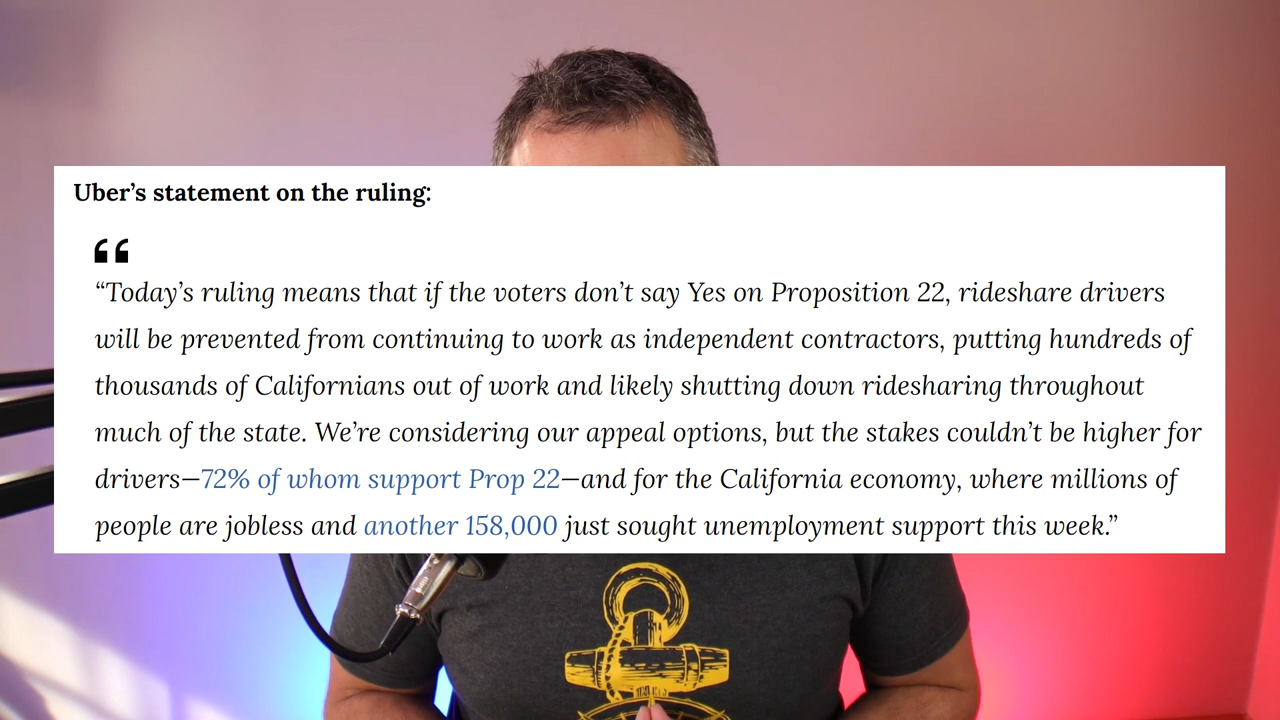 Uber’s statement on the ruling:
“
“Today’s ruling means that if the voters don’t say Yes on Proposition 22, rideshare drivers
will be prevented from continuing to work as independent contractors, putting hundreds of
thousands of Californians out of work and likely shutting down ridesharing throughout
much of the state. We’re considering our appeal options, but the stakes couldn’t be higher for
drivers—72% of whom support Prop 22—and for the California economy, where millions of
people are jobless and another 158,000 just sought unemployment support this week.”